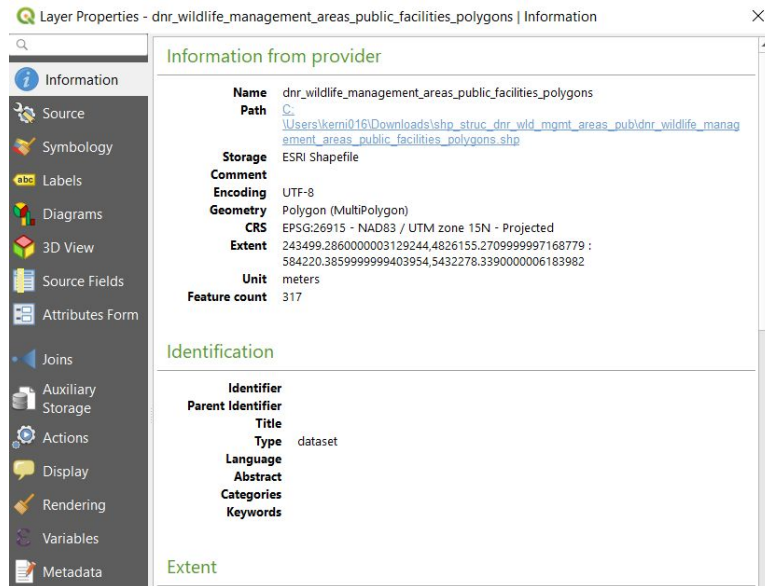 Layer Properties - dnr_wildlife_management_areas_public_facilities_polygons | Information
Information
Source
Symbology
abc Labels
Diagrams
3D View
Source Fields
Attributes Form
Joins
Auxiliary
Storage
Actions
Display
Rendering
Variables
Metadata
Information from provider
Name dnr_wildlife_management_areas_public_facilities_polygons
Path C:
\Users\kerni016\Downloads\shp_struc_dnr_wld_mgmt_areas_pub\dnr_wildlife_manag
ement_areas_public_facilities_polygons.shp
Storage ESRI Shapefile
Comment
Encoding UTF-8
Geometry Polygon (MultiPolygon)
CRS EPSG:26915 - NAD83 / UTM zone 15N - Projected
Extent 243499.2860000003129244,4826155.2709999997168779 :
584220.3859999999403954,5432278.3390000006183982
Unit meters
Feature count 317
Identification
Identifier
Parent Identifier
Title
Type dataset
Language
Abstract
Categories
Keywords
Extent